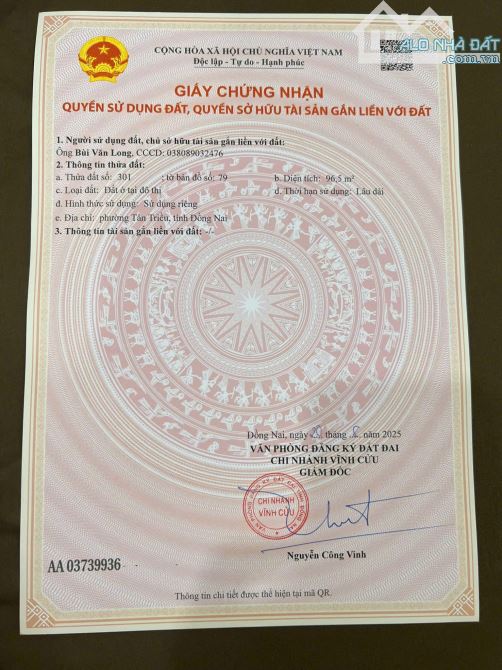 ALO NHÀ ĐẤT
.com.vn
CỘNG HÒA XÃ HỘI CHỦ NGHĨA VIỆT NAM
Độc lập - Tự do - Hạnh phúc
GIẤY CHỨNG NHẬN
QUYỀN SỬ DỤNG ĐẤT, QUYỀN SỞ HỮU TÀI SẢN GẮN LIỀN VỚI ĐẤT
1. Người sử dụng đất, chủ sở hữu tài sản gắn liền với đất:
Ông Bùi Văn Long, CCCD: 038089032476
2. Thông tin thửa đất:
a. Thửa đất số: 301 ; tờ bản đồ số: 79 b. Diện tích: 96,5 m²
c. Loại đất: Đất ở tại đô thị d. Thời hạn sử dụng: Lâu dài
đ. Hình thức sử dụng: Sử dụng riêng
e. Địa chỉ: phường Tân Triều, tỉnh Đồng Nai
3. Thông tin tài sản gắn liền với đất: -/-
Đồng Nai, ngày tháng 8 năm 2025
VĂN PHÒNG ĐĂNG KÝ ĐẤT ĐAI
CHI NHÁNH VĨNH CỬU
GIÁM ĐỐC
CHI NHÁNH
VĨNH CỬU
Nguyễn Công Vinh
AA 03739936
Thông tin chi tiết được thể hiện tại mã QR.